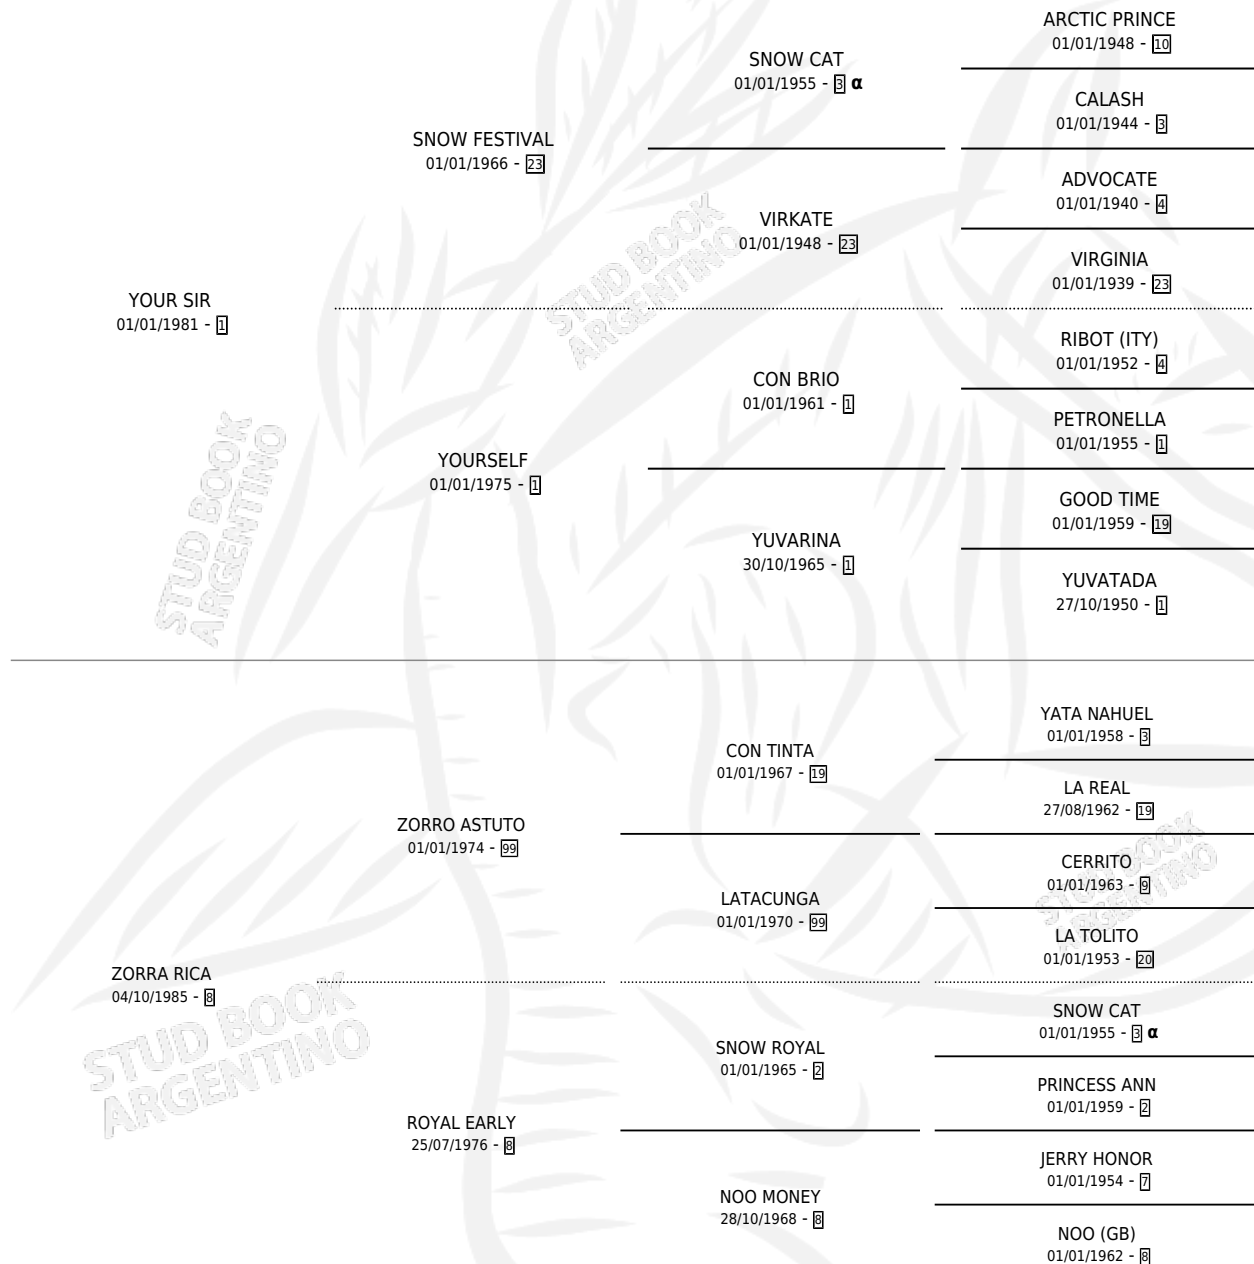 ARCTIC PRINCE
01/01/1948 - 10
SNOW CAT
01/01/1955 - 3 α
CALASH
01/01/1944 - 3
SNOW FESTIVAL
01/01/1966 - 23
ADVOCATE
01/01/1940 - 4
VIRKATE
01/01/1948 - 23
VIRGINIA
01/01/1939 - 23
YOUR SIR
01/01/1981 - 1
RIBOT (ITY)
01/01/1952 - 4
CON BRIO
01/01/1961 - 1
PETRONELLA
01/01/1955 - 1
YOURSELF
01/01/1975 - 1
GOOD TIME
01/01/1959 - 19
YUVARINA
30/10/1965 - 1
YUVATADA
27/10/1950 - 1
YATA NAHUEL
01/01/1958 - 3
CON TINTA
01/01/1967 - 19
LA REAL
27/08/1962 - 19
ZORRO ASTUTO
01/01/1974 - 99
CERRITO
01/01/1963 - 9
LATACUNGA
01/01/1970 - 99
LA TOLITO
01/01/1953 - 20
ZORRA RICA
04/10/1985 - 8
SNOW CAT
01/01/1955 - 3 α
SNOW ROYAL
01/01/1965 - 2
PRINCESS ANN
01/01/1959 - 2
ROYAL EARLY
25/07/1976 - 8
JERRY HONOR
01/01/1954 - 7
NOO MONEY
28/10/1968 - 8
NOO (GB)
01/01/1962 - 8
STUD BOOK
ARGENTINO
STUD BOOK
ARGENTINO
STUD BOOK
ARGENTINO
STUD BOOK
ARGENTINO